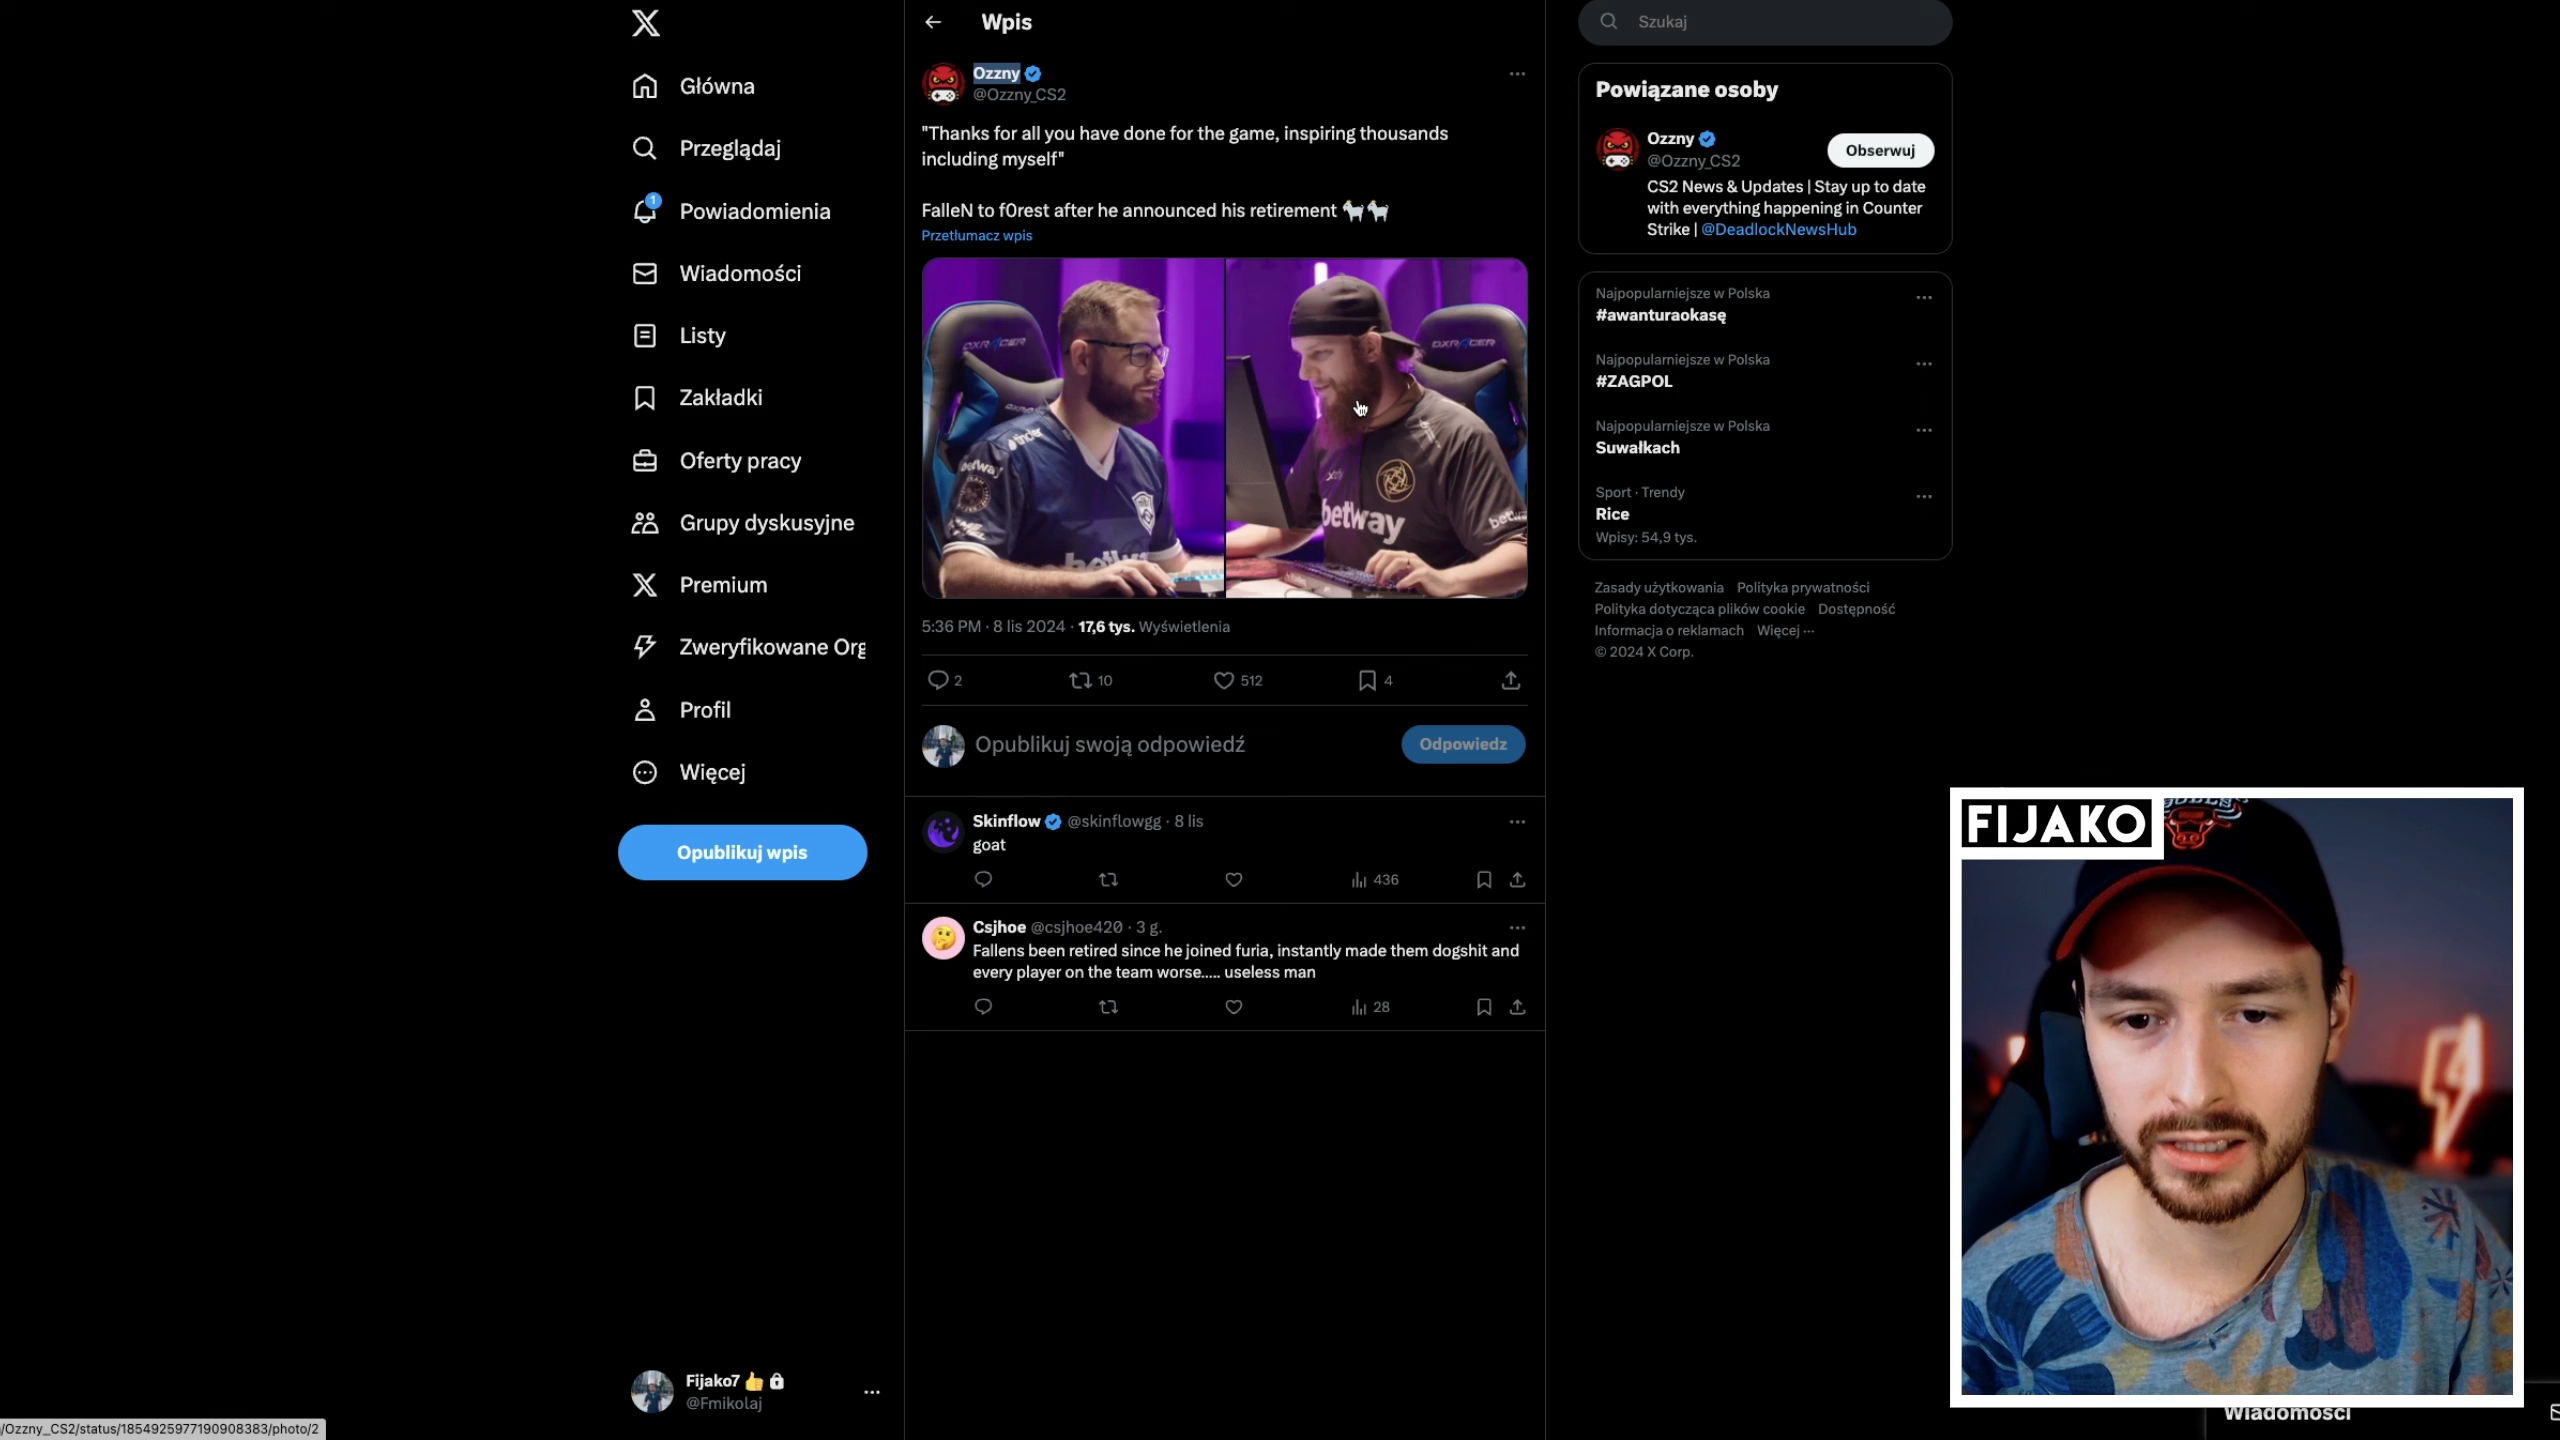 Główna
Przeglądaj
1
Powiadomienia
Wiadomości
Listy
Zakładki
Oferty pracy
Grupy dyskusyjne
Premium
Zweryfikowane Org
Profil
Więcej
Opublikuj wpis
Fijako7
@Fmikolaj
/Ozzny_CS2/status/1854925977190908383/photo/2
Wpis
Ozzny
@Ozzny_CS2
"Thanks for all you have done for the game, inspiring thousands
including myself"
FalleN to f0rest after he announced his retirement
Przetłumacz wpis
DXRACER
tinder
betway
betway
DXRACER
betway
5:36 PM · 8 lis 2024 · 17,6 tys. Wyświetlenia
2
10
512
4
Opublikuj swoją odpowiedź
Odpowiedz
Skinflow @skinflowgg · 8 lis
goat
436
Csjhoe @csjhoe420 · 3 g.
Fallens been retired since he joined furia, instantly made them dogshit and
every player on the team worse..... useless man
28
Szukaj
Powiązane osoby
Ozzny
@Ozzny_CS2
Obserwuj
CS2 News & Updates | Stay up to date
with everything happening in Counter
Strike | @DeadlockNewsHub
Najpopularniejsze w Polska
#awanturaokasę
Najpopularniejsze w Polska
#ZAGPOL
Najpopularniejsze w Polska
Suwałkach
Sport · Trendy
Rice
Wpisy: 54,9 tys.
Zasady użytkowania Polityka prywatności
Polityka dotycząca plików cookie Dostępność
Informacja o reklamach Więcej ···
© 2024 X Corp.
FIJAKO
Wiadomości